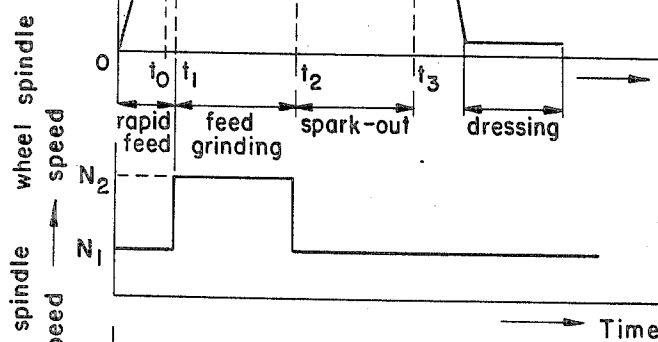 0
t0 t1 t2 t3
rapid feed
feed grinding
spark-out
dressing
wheel spindle
speed
N2
N1
spindle
Time